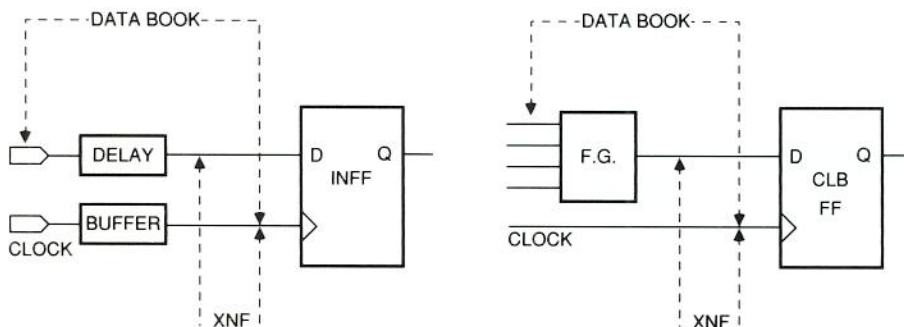 DATA BOOK
DELAY
D Q
INFF
BUFFER
CLOCK
XNF
DATA BOOK
F.G.
D Q
CLB
FF
CLOCK
XNF